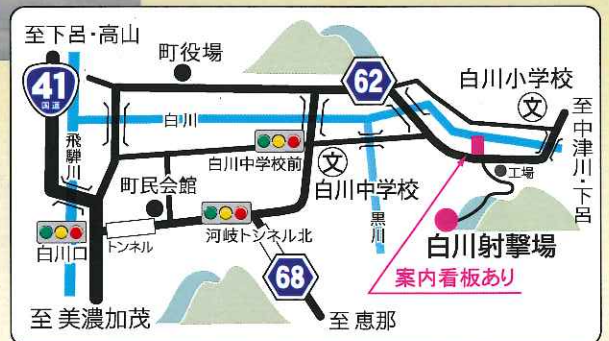 至下呂・高山
町役場
41
国道
62
白川小学校
文
至中津川・下呂
飛騨川
白川
白川中学校前
文
白川中学校
黒川
工場
町民会館
白川口
トンネル
河岐トンネル北
白川射撃場
68
案内看板あり
至 美濃加茂
至 恵那